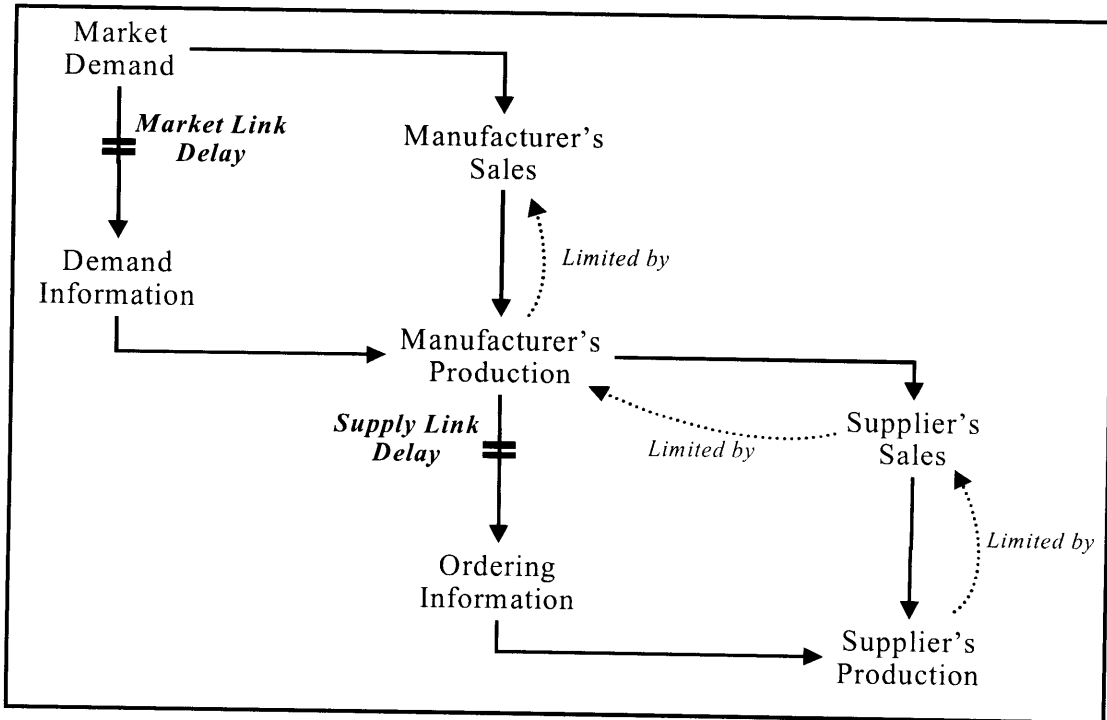 Market
Demand
Market Link
Delay
Manufacturer's
Sales
Demand
Information
Limited by
Manufacturer's
Production
Supply Link
Delay
Limited by
Supplier's
Sales
Limited by
Ordering
Information
Supplier's
Production